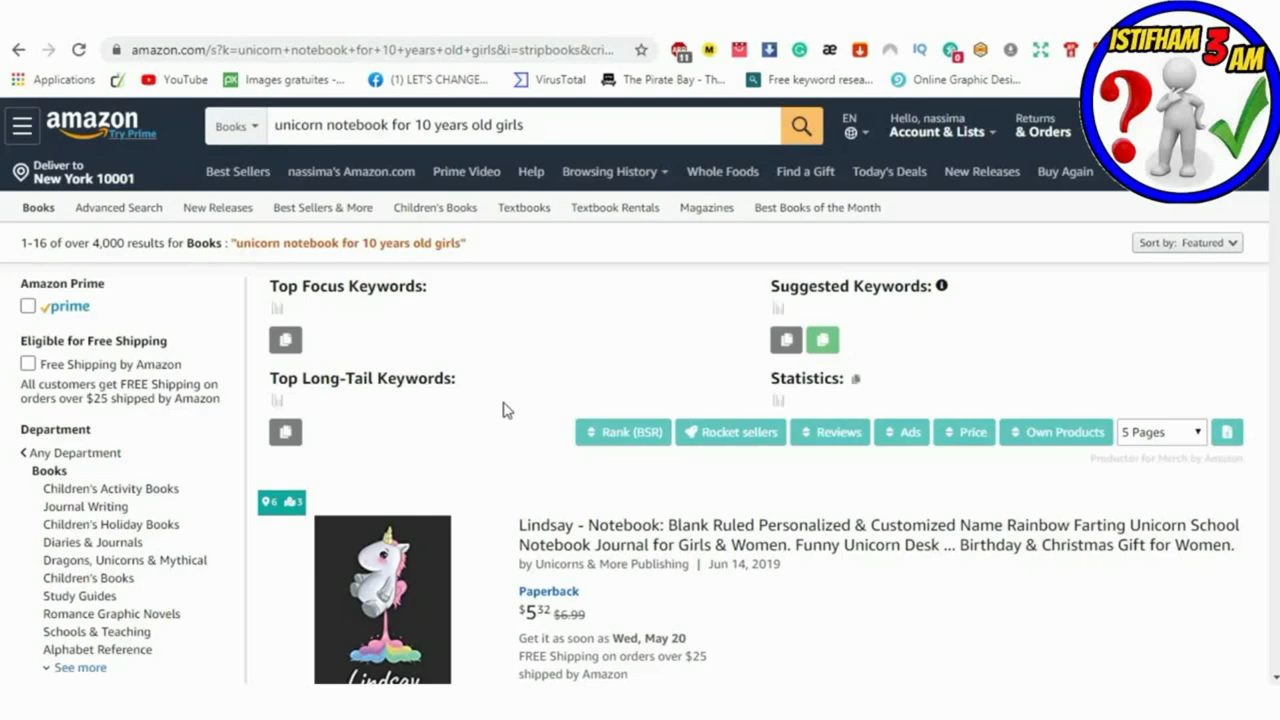 amazon.com/s?k=unicorn+notebook+for+10+years+old+girls&i=stripbooks&cri...
ISTIFHAM 3 AM
Applications
YouTube
Images gratuites -...
(1) LET'S CHANGE...
VirusTotal
The Pirate Bay - Th...
Free keyword resea...
Online Graphic Desi...
amazon
Try Prime
Books
unicorn notebook for 10 years old girls
EN
Hello, nassima
Account & Lists
Returns
& Orders
Deliver to
New York 10001
Best Sellers
nassima's Amazon.com
Prime Video
Help
Browsing History
Whole Foods
Find a Gift
Today's Deals
New Releases
Buy Again
Books
Advanced Search
New Releases
Best Sellers & More
Children's Books
Textbooks
Textbook Rentals
Magazines
Best Books of the Month
1-16 of over 4,000 results for Books : "unicorn notebook for 10 years old girls"
Sort by: Featured
Amazon Prime
prime
Eligible for Free Shipping
Free Shipping by Amazon
All customers get FREE Shipping on
orders over $25 shipped by Amazon
Department
Any Department
Books
Children's Activity Books
Journal Writing
Children's Holiday Books
Diaries & Journals
Dragons, Unicorns & Mythical
Children's Books
Study Guides
Romance Graphic Novels
Schools & Teaching
Alphabet Reference
See more
Top Focus Keywords:
Suggested Keywords:
Top Long-Tail Keywords:
Statistics:
Rank (BSR)
Rocket sellers
Reviews
Ads
Price
Own Products
5 Pages
Productor for Merch by Amazon
6 3
Lindsay - Notebook: Blank Ruled Personalized & Customized Name Rainbow Farting Unicorn School
Notebook Journal for Girls & Women. Funny Unicorn Desk ... Birthday & Christmas Gift for Women.
by Unicorns & More Publishing | Jun 14, 2019
Paperback
$5 32 $6.99
Get it as soon as Wed, May 20
FREE Shipping on orders over $25
shipped by Amazon
Lindsay